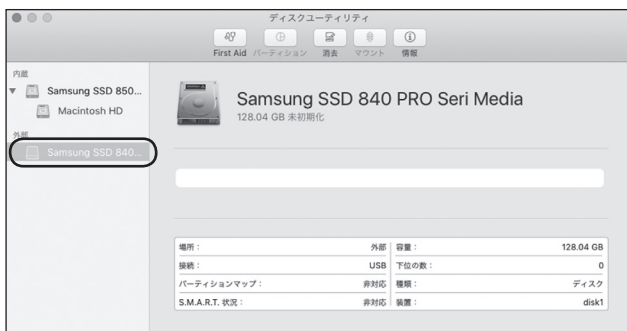 ディスクユーティリティ
First Aid パーティション 消去 マウント 情報
内蔵
Samsung SSD 850...
Macintosh HD
外部
Samsung SSD 840...
Samsung SSD 840 PRO Seri Media
128.04 GB 未初期化
場所： 外部 容量： 128.04 GB
接続： USB 下位の数： 0
パーティションマップ： 非対応 種類： ディスク
S.M.A.R.T. 状況： 非対応 装置： disk1